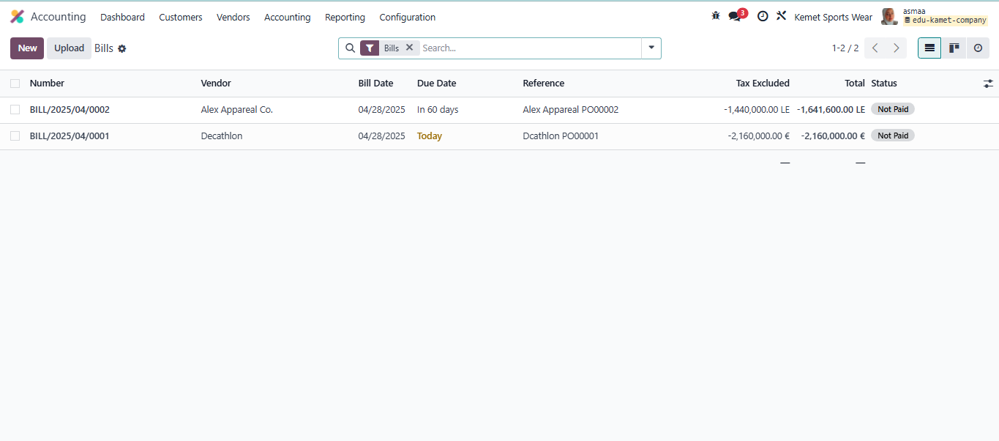 Accounting Dashboard Customers Vendors Accounting Reporting Configuration 3 Kemet Sports Wear asmaa
edu-kamet-company
New Upload Bills Bills Search... 1-2 / 2
Number Vendor Bill Date Due Date Reference Tax Excluded Total Status
BILL/2025/04/0002 Alex Appareal Co. 04/28/2025 In 60 days Alex Appareal PO00002 -1,440,000.00 LE -1,641,600.00 LE Not Paid
BILL/2025/04/0001 Decathlon 04/28/2025 Today Dcathlon PO00001 -2,160,000.00 € -2,160,000.00 € Not Paid
— —